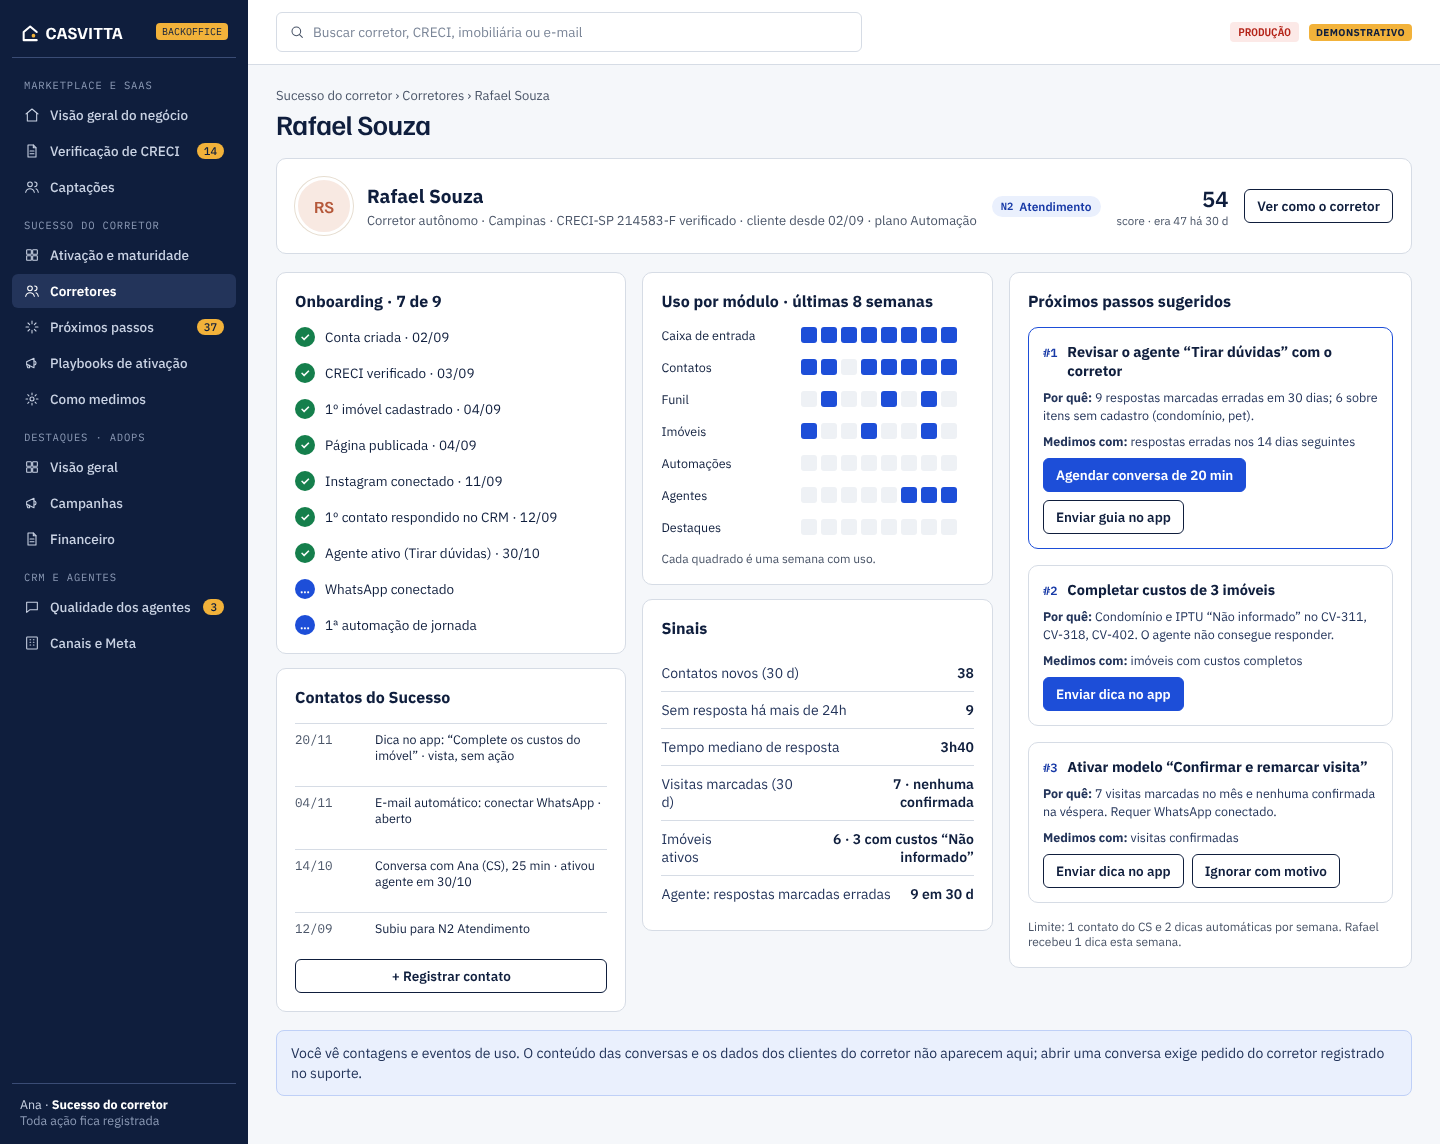 CASVITTA
BACKOFFICE
MARKETPLACE E SAAS
Visão geral do negócio
Verificação de CRECI 14
Captações
SUCESSO DO CORRETOR
Ativação e maturidade
Corretores
Próximos passos 37
Playbooks de ativação
Como medimos
DESTAQUES · ADOPS
Visão geral
Campanhas
Financeiro
CRM E AGENTES
Qualidade dos agentes 3
Canais e Meta
Ana · Sucesso do corretor
Toda ação fica registrada
Buscar corretor, CRECI, imobiliária ou e-mail
PRODUÇÃO
DEMONSTRATIVO
Sucesso do corretor › Corretores › Rafael Souza
Rafael Souza
RS
Rafael Souza
Corretor autônomo · Campinas · CRECI-SP 214583-F verificado · cliente desde 02/09 · plano Automação
N2 Atendimento
54
score · era 47 há 30 d
Ver como o corretor
Onboarding · 7 de 9
Conta criada · 02/09
CRECI verificado · 03/09
1º imóvel cadastrado · 04/09
Página publicada · 04/09
Instagram conectado · 11/09
1º contato respondido no CRM · 12/09
Agente ativo (Tirar dúvidas) · 30/10
… WhatsApp conectado
… 1ª automação de jornada
Contatos do Sucesso
20/11
Dica no app: “Complete os custos do
imóvel” · vista, sem ação
04/11
E-mail automático: conectar WhatsApp ·
aberto
14/10
Conversa com Ana (CS), 25 min · ativou
agente em 30/10
12/09
Subiu para N2 Atendimento
+ Registrar contato
Uso por módulo · últimas 8 semanas
Caixa de entrada
Contatos
Funil
Imóveis
Automações
Agentes
Destaques
Cada quadrado é uma semana com uso.
Sinais
Contatos novos (30 d) 38
Sem resposta há mais de 24h 9
Tempo mediano de resposta 3h40
Visitas marcadas (30
d)
7 · nenhuma
confirmada
Imóveis
ativos
6 · 3 com custos “Não
informado”
Agente: respostas marcadas erradas 9 em 30 d
Próximos passos sugeridos
#1 Revisar o agente “Tirar dúvidas” com o
corretor
Por quê: 9 respostas marcadas erradas em 30 dias; 6 sobre
itens sem cadastro (condomínio, pet).
Medimos com: respostas erradas nos 14 dias seguintes
Agendar conversa de 20 min
Enviar guia no app
#2 Completar custos de 3 imóveis
Por quê: Condomínio e IPTU “Não informado” no CV-311,
CV-318, CV-402. O agente não consegue responder.
Medimos com: imóveis com custos completos
Enviar dica no app
#3 Ativar modelo “Confirmar e remarcar visita”
Por quê: 7 visitas marcadas no mês e nenhuma confirmada
na véspera. Requer WhatsApp conectado.
Medimos com: visitas confirmadas
Enviar dica no app
Ignorar com motivo
Limite: 1 contato do CS e 2 dicas automáticas por semana. Rafael
recebeu 1 dica esta semana.
Você vê contagens e eventos de uso. O conteúdo das conversas e os dados dos clientes do corretor não aparecem aqui; abrir uma conversa exige pedido do corretor registrado
no suporte.